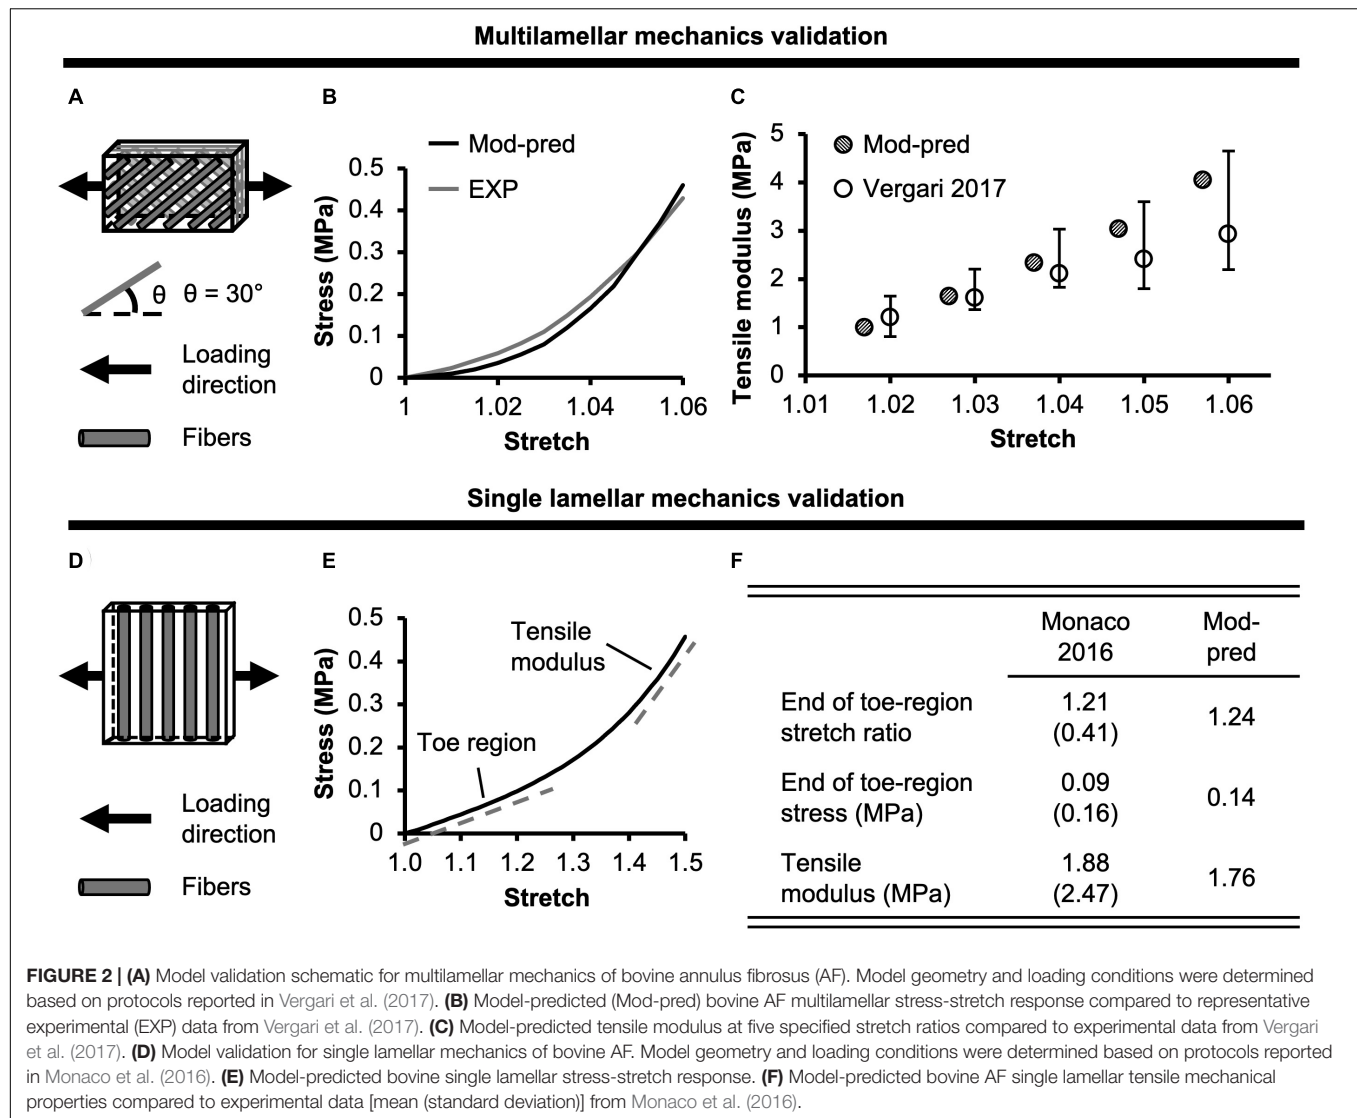 Multilamellar mechanics validation
A
θ θ = 30°
Loading
direction
Fibers
B
Mod-pred
EXP
Stress (MPa)
0.5
0.4
0.3
0.2
0.1
0
1 1.02 1.04 1.06
Stretch
C
Mod-pred
Vergari 2017
Tensile modulus (MPa)
5
4
3
2
1
0
1.01 1.02 1.03 1.04 1.05 1.06
Stretch
Single lamellar mechanics validation
D
Loading
direction
Fibers
E
Tensile
modulus
Toe region
Stress (MPa)
0.5
0.4
0.3
0.2
0.1
0
1.0 1.1 1.2 1.3 1.4 1.5
Stretch
F
Monaco
2016
Mod-
pred
End of toe-region
stretch ratio
1.21
(0.41)
1.24
End of toe-region
stress (MPa)
0.09
(0.16)
0.14
Tensile
modulus (MPa)
1.88
(2.47)
1.76
FIGURE 2 | (A) Model validation schematic for multilamellar mechanics of bovine annulus fibrosus (AF). Model geometry and loading conditions were determined
based on protocols reported in Vergari et al. (2017). (B) Model-predicted (Mod-pred) bovine AF multilamellar stress-stretch response compared to representative
experimental (EXP) data from Vergari et al. (2017). (C) Model-predicted tensile modulus at five specified stretch ratios compared to experimental data from Vergari
et al. (2017). (D) Model validation for single lamellar mechanics of bovine AF. Model geometry and loading conditions were determined based on protocols reported
in Monaco et al. (2016). (E) Model-predicted bovine single lamellar stress-stretch response. (F) Model-predicted bovine AF single lamellar tensile mechanical
properties compared to experimental data [mean (standard deviation)] from Monaco et al. (2016).